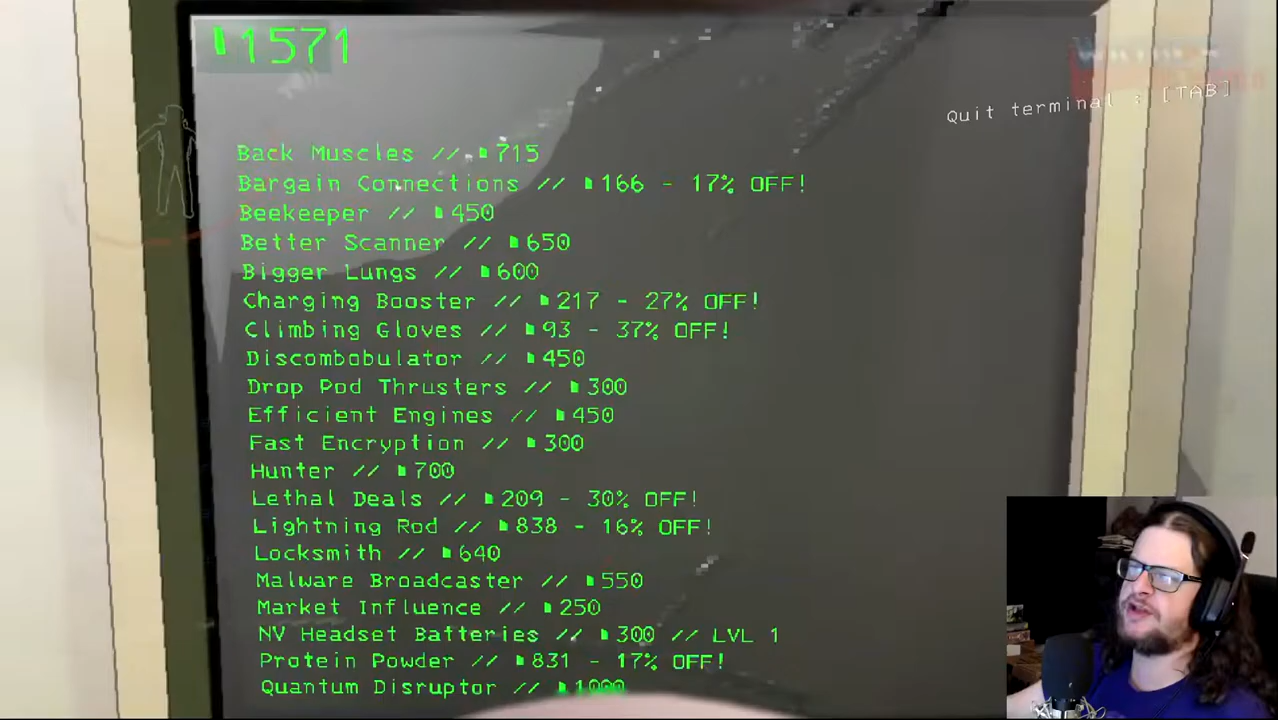 ▮1571
Quit terminal : [TAB]
Back Muscles // ▮715
Bargain Connections // ▮166 - 17% OFF!
Beekeeper // ▮450
Better Scanner // ▮650
Bigger Lungs // ▮600
Charging Booster // ▮217 - 27% OFF!
Climbing Gloves // ▮93 - 37% OFF!
Discombobulator // ▮450
Drop Pod Thrusters // ▮300
Efficient Engines // ▮450
Fast Encryption // ▮300
Hunter // ▮700
Lethal Deals // ▮209 - 30% OFF!
Lightning Rod // ▮838 - 16% OFF!
Locksmith // ▮640
Malware Broadcaster // ▮550
Market Influence // ▮250
NV Headset Batteries // ▮300 // LVL 1
Protein Powder // ▮831 - 17% OFF!
Quantum Disruptor // ▮1000